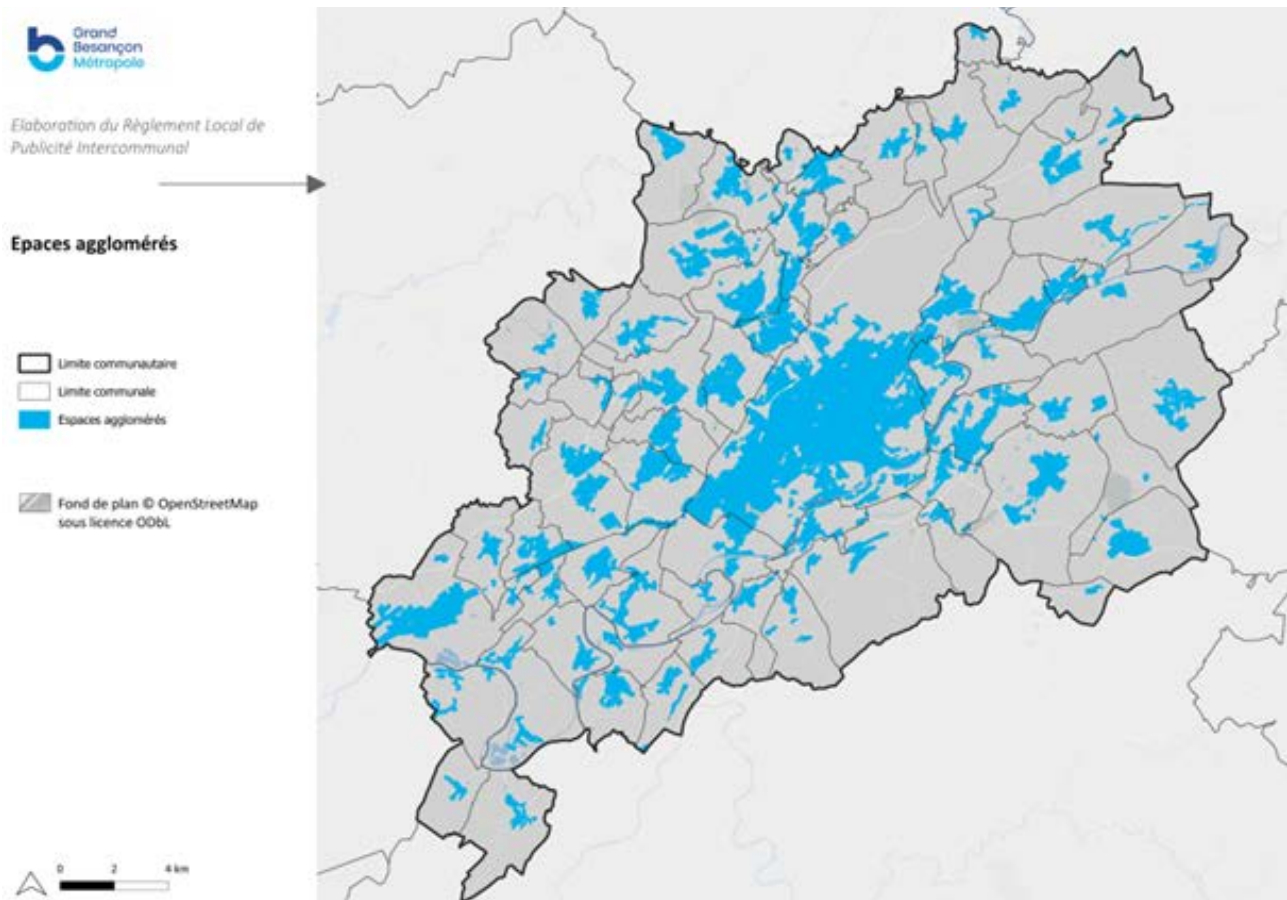 Grand
Besançon
Métropole
Elaboration du Règlement Local de
Publicité Intercommunal
Epaces agglomérés
Limite communautaire
Limite communale
Espaces agglomérés
Fond de plan © OpenStreetMap
sous licence ODbL
0 2 4 km